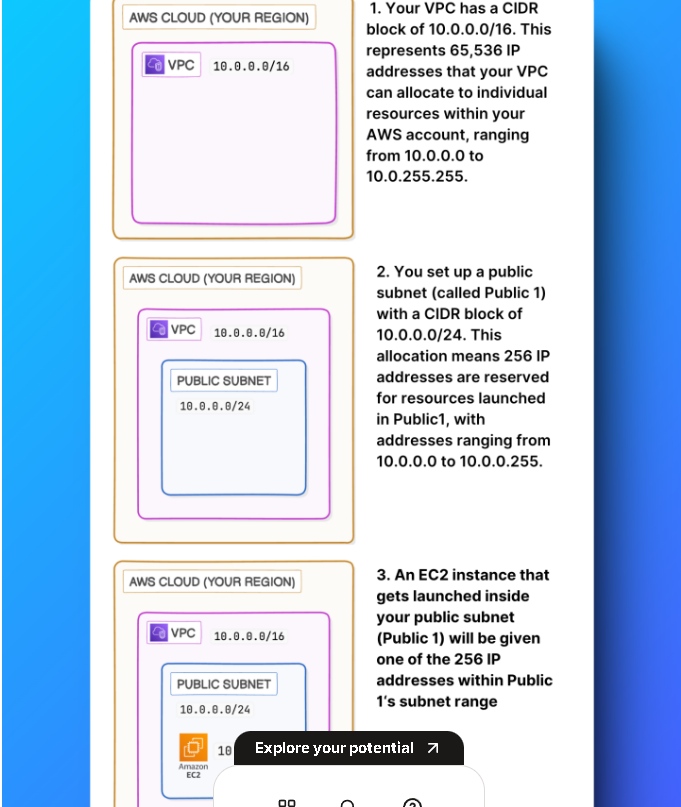 AWS CLOUD (YOUR REGION)
VPC 10.0.0.0/16
1. Your VPC has a CIDR
block of 10.0.0.0/16. This
represents 65,536 IP
addresses that your VPC
can allocate to individual
resources within your
AWS account, ranging
from 10.0.0.0 to
10.0.255.255.
AWS CLOUD (YOUR REGION)
VPC 10.0.0.0/16
PUBLIC SUBNET
10.0.0.0/24
2. You set up a public
subnet (called Public 1)
with a CIDR block of
10.0.0.0/24. This
allocation means 256 IP
addresses are reserved
for resources launched
in Public1, with
addresses ranging from
10.0.0.0 to 10.0.0.255.
AWS CLOUD (YOUR REGION)
VPC 10.0.0.0/16
PUBLIC SUBNET
10.0.0.0/24
Amazon
EC2
10
3. An EC2 instance that
gets launched inside
your public subnet
(Public 1) will be given
one of the 256 IP
addresses within Public
1's subnet range
Explore your potential